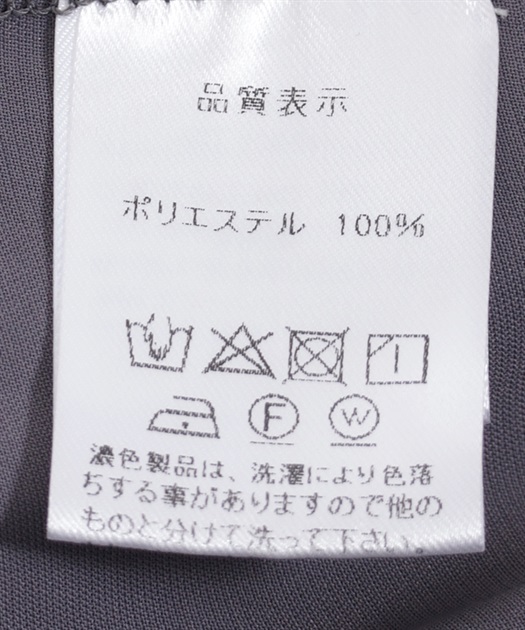 品質表示
ポリエステル 100%
F W
濃色製品は、洗濯により色落
ちする事がありますので他の
ものと分けて洗って下さい。